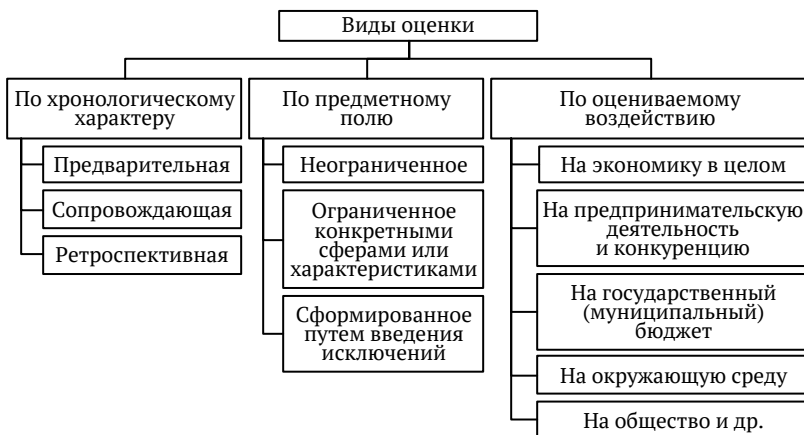 Виды оценки
По хронологическому
характеру
Предварительная
Сопровождающая
Ретроспективная
По предметному
полю
Неограниченное
Ограниченное
конкретными
сферами или
характеристиками
Сформированное
путем введения
исключений
По оцениваемому
воздействию
На экономику в целом
На предпринимательскую
деятельность
и конкуренцию
На государственный
(муниципальный)
бюджет
На окружающую среду
На общество и др.